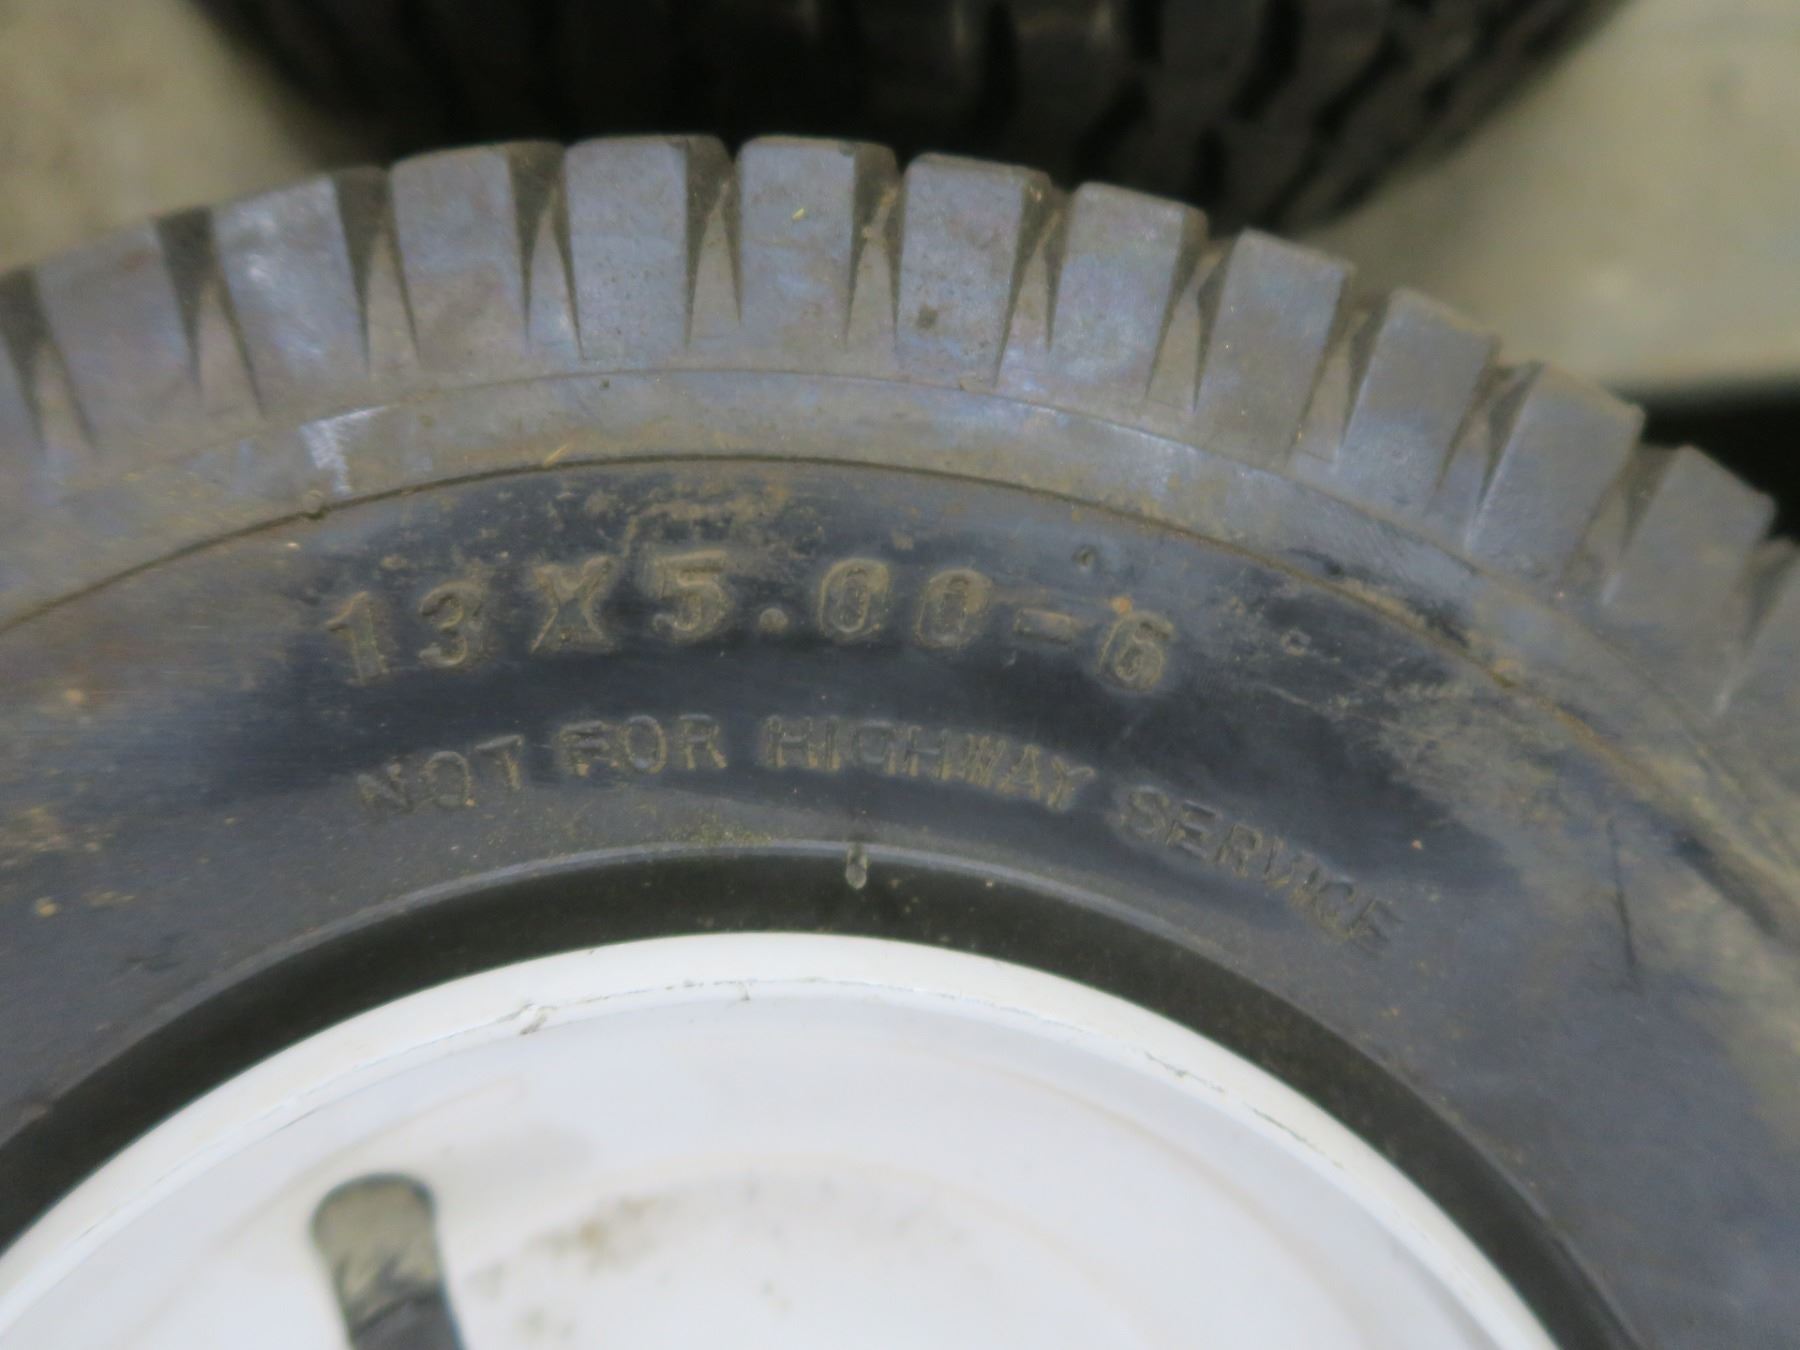 13X5.00-6
NOT FOR HIGHWAY SERVICE